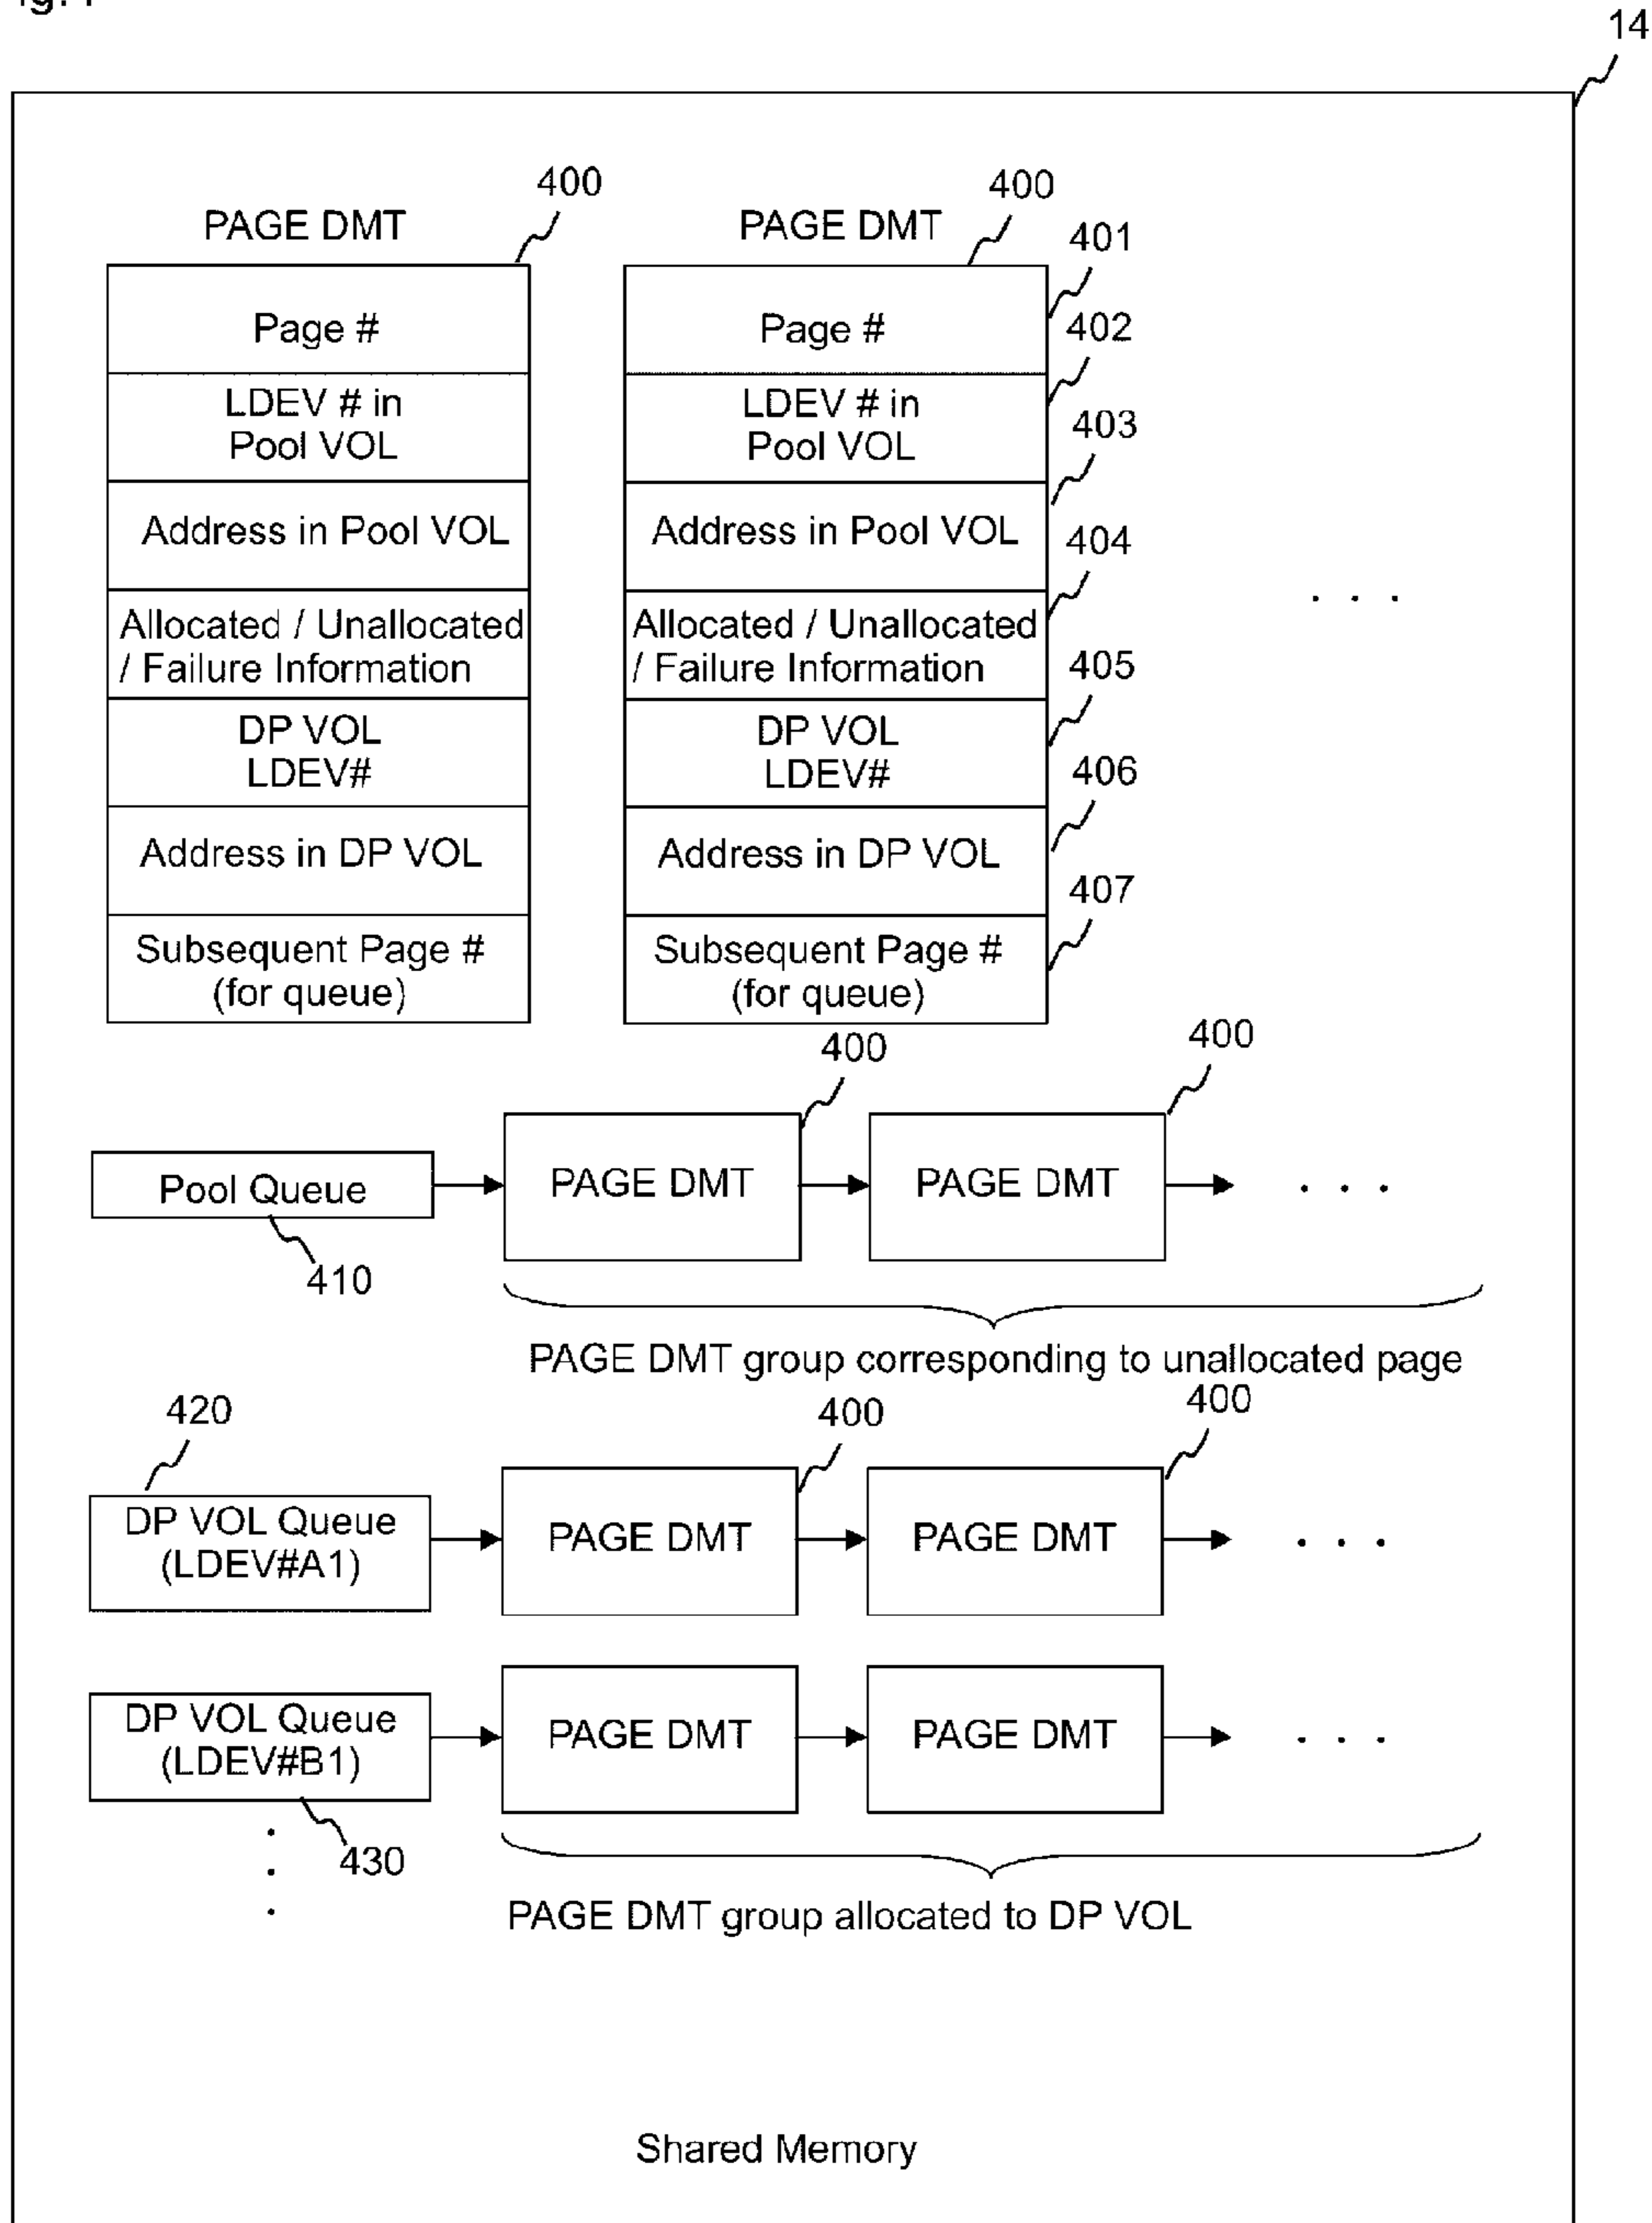 14
400
400
PAGE DMT
PAGE DMT
401
Page #
Page #
402
LDEV # in
Pool VOL
LDEV # in
Pool VOL
403
Address in Pool VOL
Address in Pool VOL
404
Allocated / Unallocated
/ Failure Information
Allocated / Unallocated
/ Failure Information
. . .
405
DP VOL
LDEV#
DP VOL
LDEV#
406
Address in DP VOL
Address in DP VOL
407
Subsequent Page #
(for queue)
Subsequent Page #
(for queue)
400
400
Pool Queue
PAGE DMT
PAGE DMT
. . .
410
PAGE DMT group corresponding to unallocated page
420
400
400
DP VOL Queue
(LDEV#A1)
PAGE DMT
PAGE DMT
. . .
DP VOL Queue
(LDEV#B1)
PAGE DMT
PAGE DMT
. . .
430
PAGE DMT group allocated to DP VOL
Shared Memory